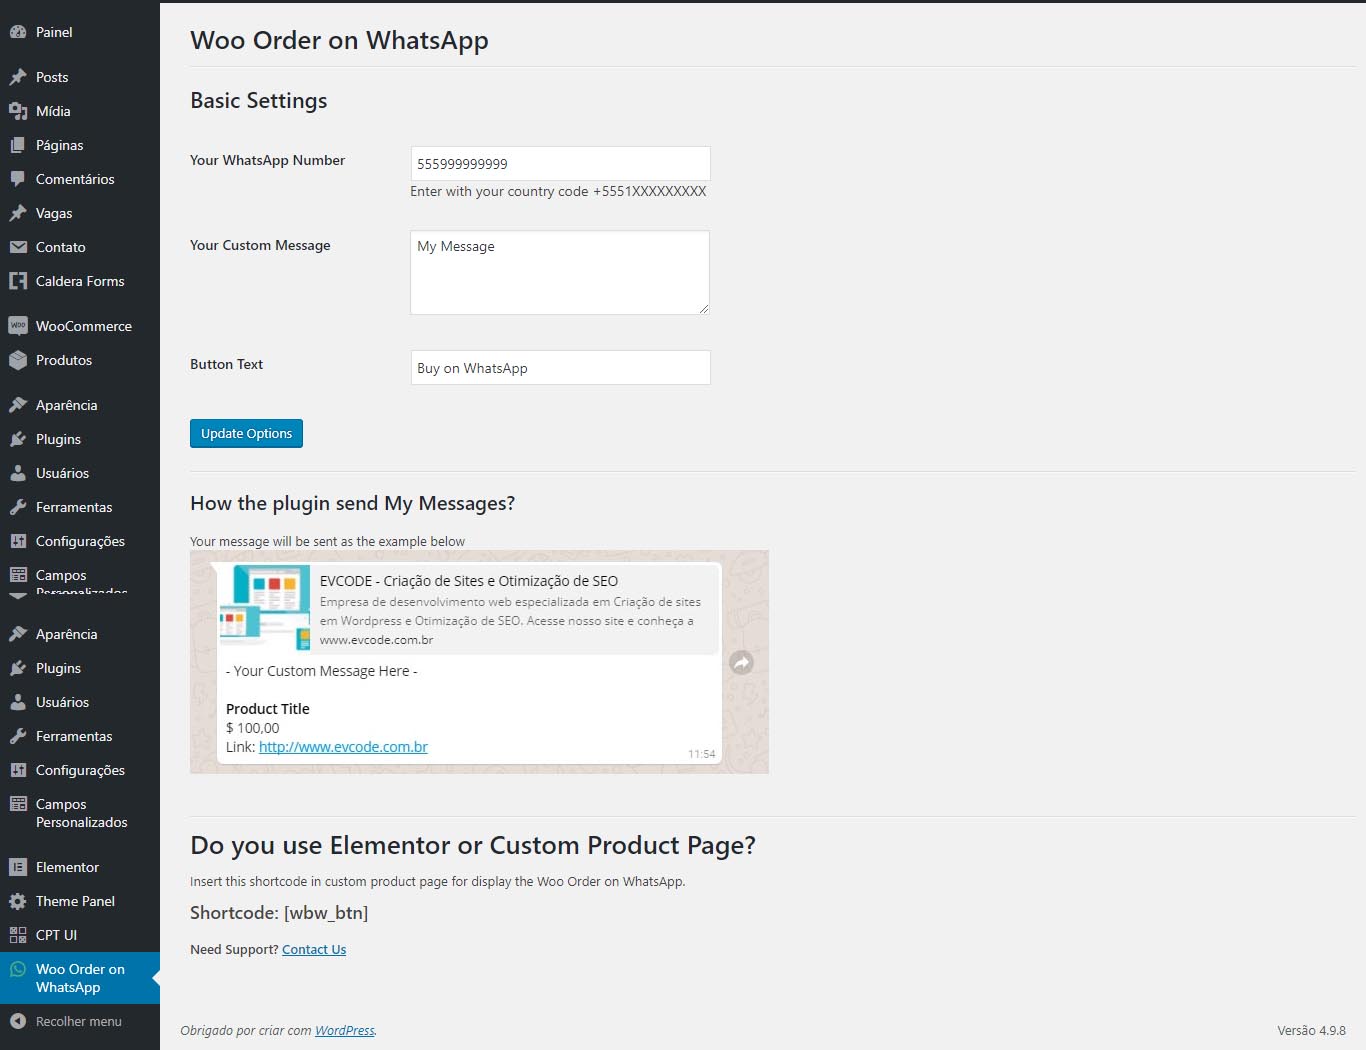 Painel
Posts
Mídia
Páginas
Comentários
Vagas
Contato
Caldera Forms
WooCommerce
Produtos
Aparência
Plugins
Usuários
Ferramentas
Configurações
Campos
Personalizados
Aparência
Plugins
Usuários
Ferramentas
Configurações
Campos
Personalizados
Elementor
Theme Panel
CPT UI
Woo Order on
WhatsApp
Recolher menu
Woo Order on WhatsApp
Basic Settings
Your WhatsApp Number
555999999999
Enter with your country code +5551XXXXXXXXX
Your Custom Message
My Message
Button Text
Buy on WhatsApp
Update Options
How the plugin send My Messages?
Your message will be sent as the example below
EVCODE - Criação de Sites e Otimização de SEO
Empresa de desenvolvimento web especializada em Criação de sites
em Wordpress e Otimização de SEO. Acesse nosso site e conheça a
www.evcode.com.br
- Your Custom Message Here -
Product Title
$ 100,00
Link: http://www.evcode.com.br
11:54
Do you use Elementor or Custom Product Page?
Insert this shortcode in custom product page for display the Woo Order on WhatsApp.
Shortcode: [wbw_btn]
Need Support? Contact Us
Obrigado por criar com WordPress.
Versão 4.9.8